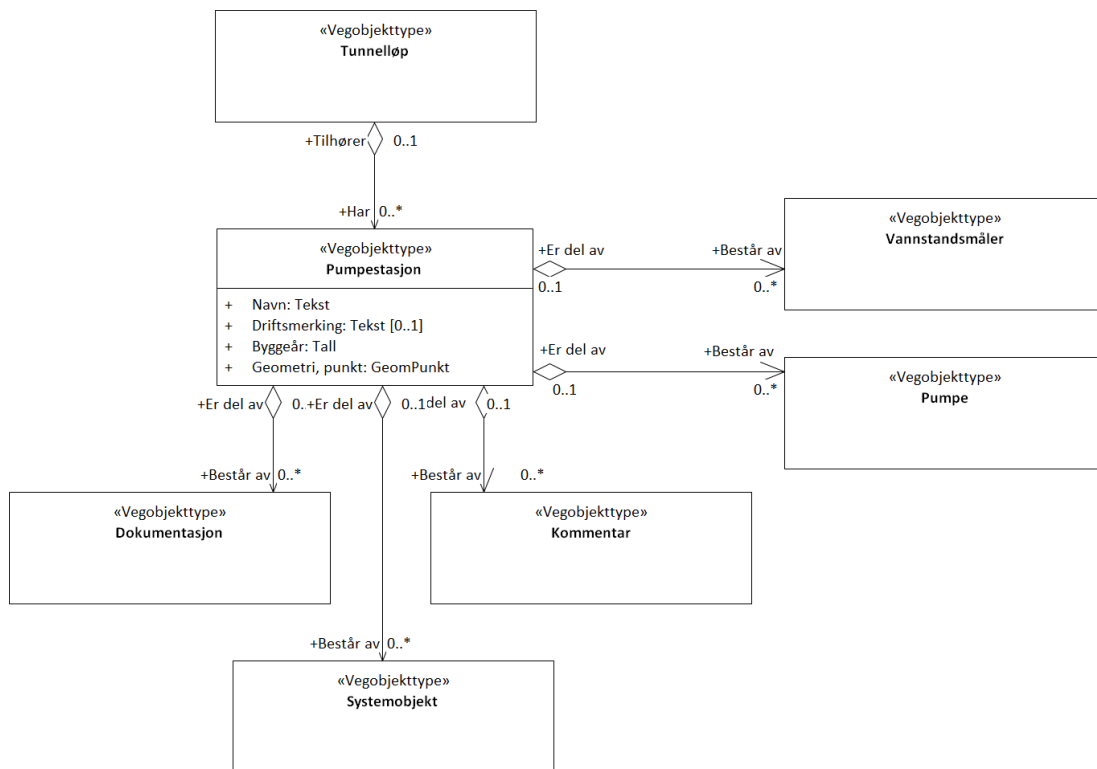 «Vegobjekttype»
Tunnelløp
+Tilhører 0..1
+Har 0..*
«Vegobjekttype»
Pumpestasjon
+ Navn: Tekst
+ Driftsmerking: Tekst [0..1]
+ Byggeår: Tall
+ Geometri, punkt: GeomPunkt
+Er del av +Består av
0..1 0..*
«Vegobjekttype»
Vannstandsmåler
+Er del av +Består av
0..1 0..*
«Vegobjekttype»
Pumpe
+Er del av 0.. +Er del av 0..1 del av 0..1
+Består av 0..* +Består av 0..*
«Vegobjekttype»
Dokumentasjon
«Vegobjekttype»
Kommentar
+Består av 0..*
«Vegobjekttype»
Systemobjekt